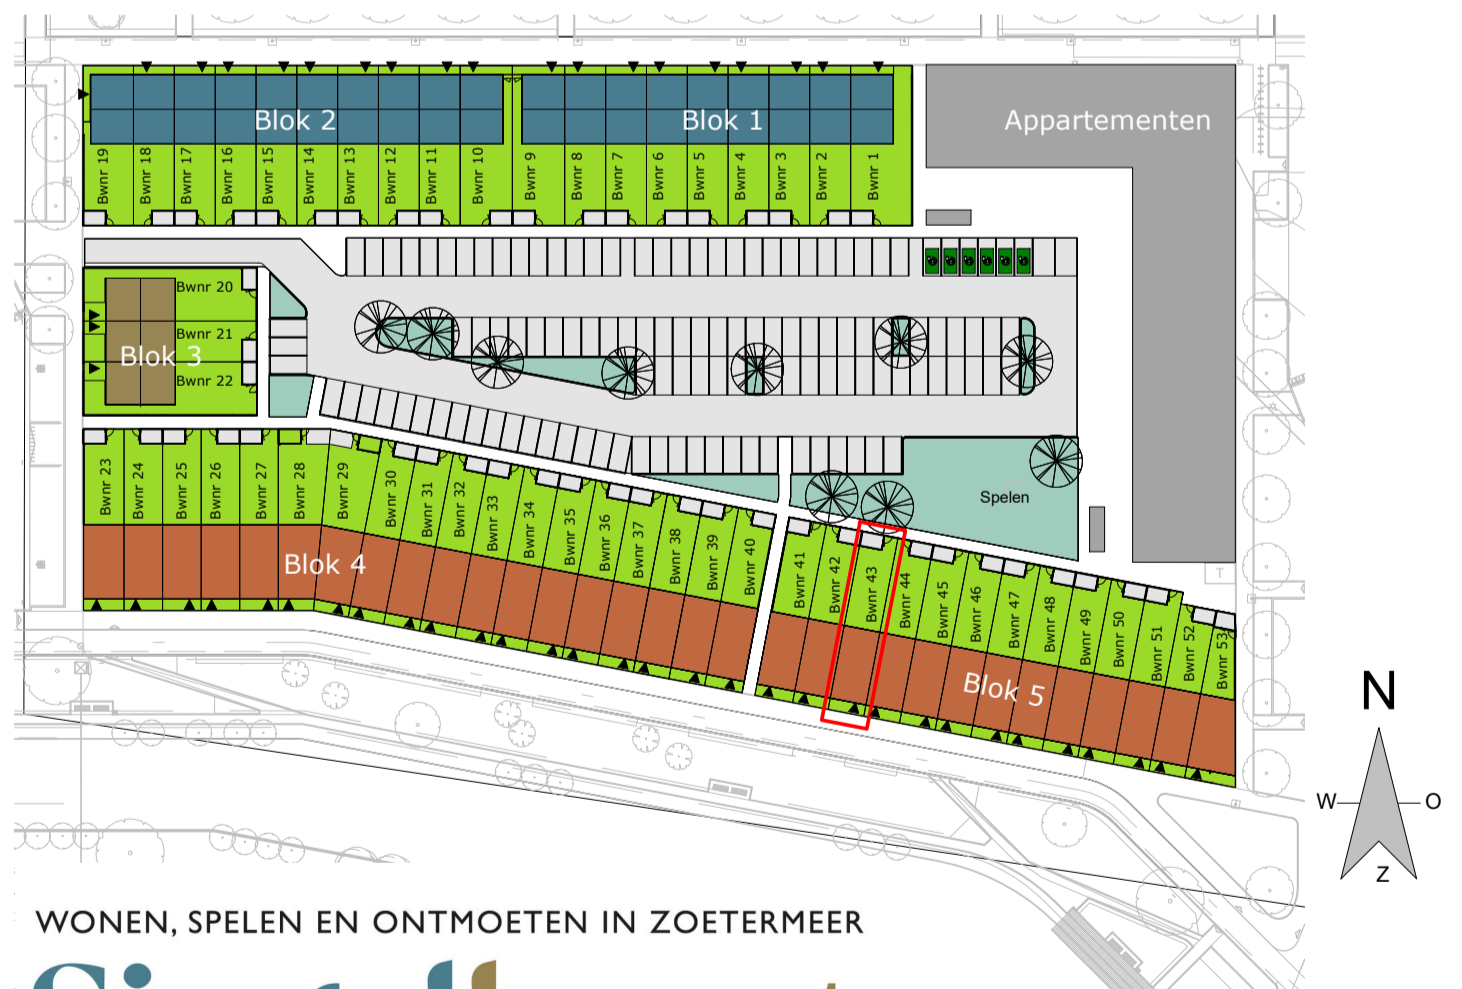 Blok 2
Blok 1
Appartementen
Bwnr 19
Bwnr 18
Bwnr 17
Bwnr 16
Bwnr 15
Bwnr 14
Bwnr 13
Bwnr 12
Bwnr 11
Bwnr 10
Bwnr 9
Bwnr 8
Bwnr 7
Bwnr 6
Bwnr 5
Bwnr 4
Bwnr 3
Bwnr 2
Bwnr 1
Bwnr 20
Bwnr 21
Blok 3
Bwnr 22
Bwnr 23
Bwnr 24
Bwnr 25
Bwnr 26
Bwnr 27
Bwnr 28
Bwnr 29
Bwnr 30
Bwnr 31
Bwnr 32
Bwnr 33
Bwnr 34
Bwnr 35
Bwnr 36
Bwnr 37
Bwnr 38
Bwnr 39
Bwnr 40
Blok 4
Spelen
T
Bwnr 41
Bwnr 42
Bwnr 43
Bwnr 44
Bwnr 45
Bwnr 46
Bwnr 47
Bwnr 48
Bwnr 49
Bwnr 50
Bwnr 51
Bwnr 52
Bwnr 53
Blok 5
N
W
O
Z
WONEN, SPELEN EN ONTMOETEN IN ZOETERMEER